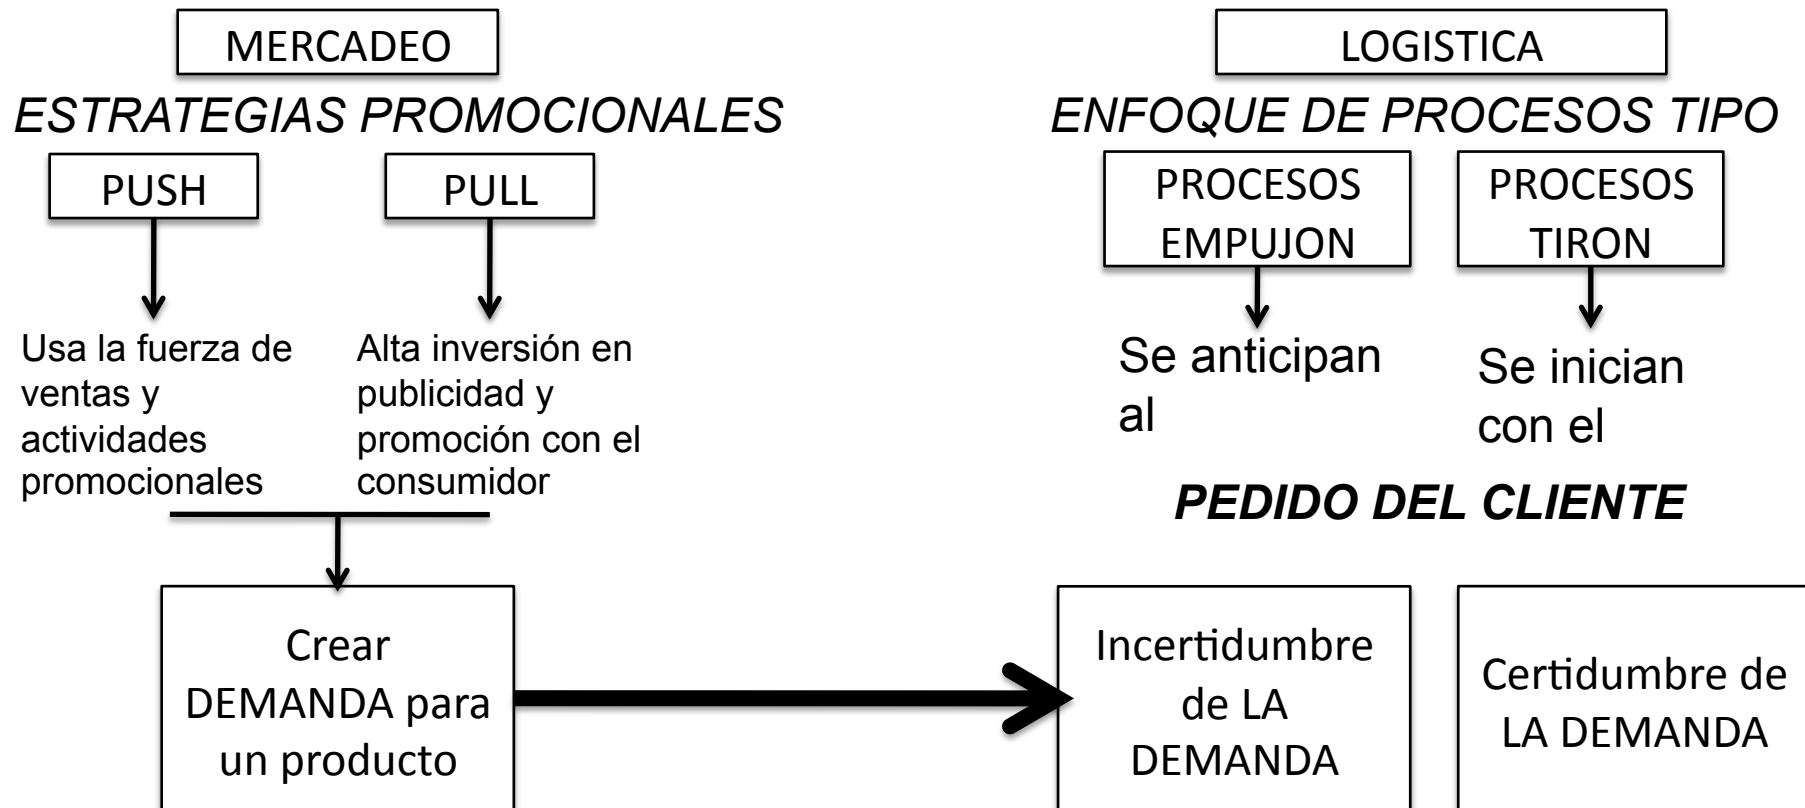 MERCADEO
ESTRATEGIAS PROMOCIONALES
PUSH
PULL
Usa la fuerza de
ventas y
actividades
promocionales
Alta inversión en
publicidad y
promoción con el
consumidor
Crear
DEMANDA para
un producto
LOGISTICA
ENFOQUE DE PROCESOS TIPO
PROCESOS
EMPUJON
PROCESOS
TIRON
Se anticipan
al
Se inician
con el
PEDIDO DEL CLIENTE
Incertidumbre
de LA
DEMANDA
Certidumbre de
LA DEMANDA